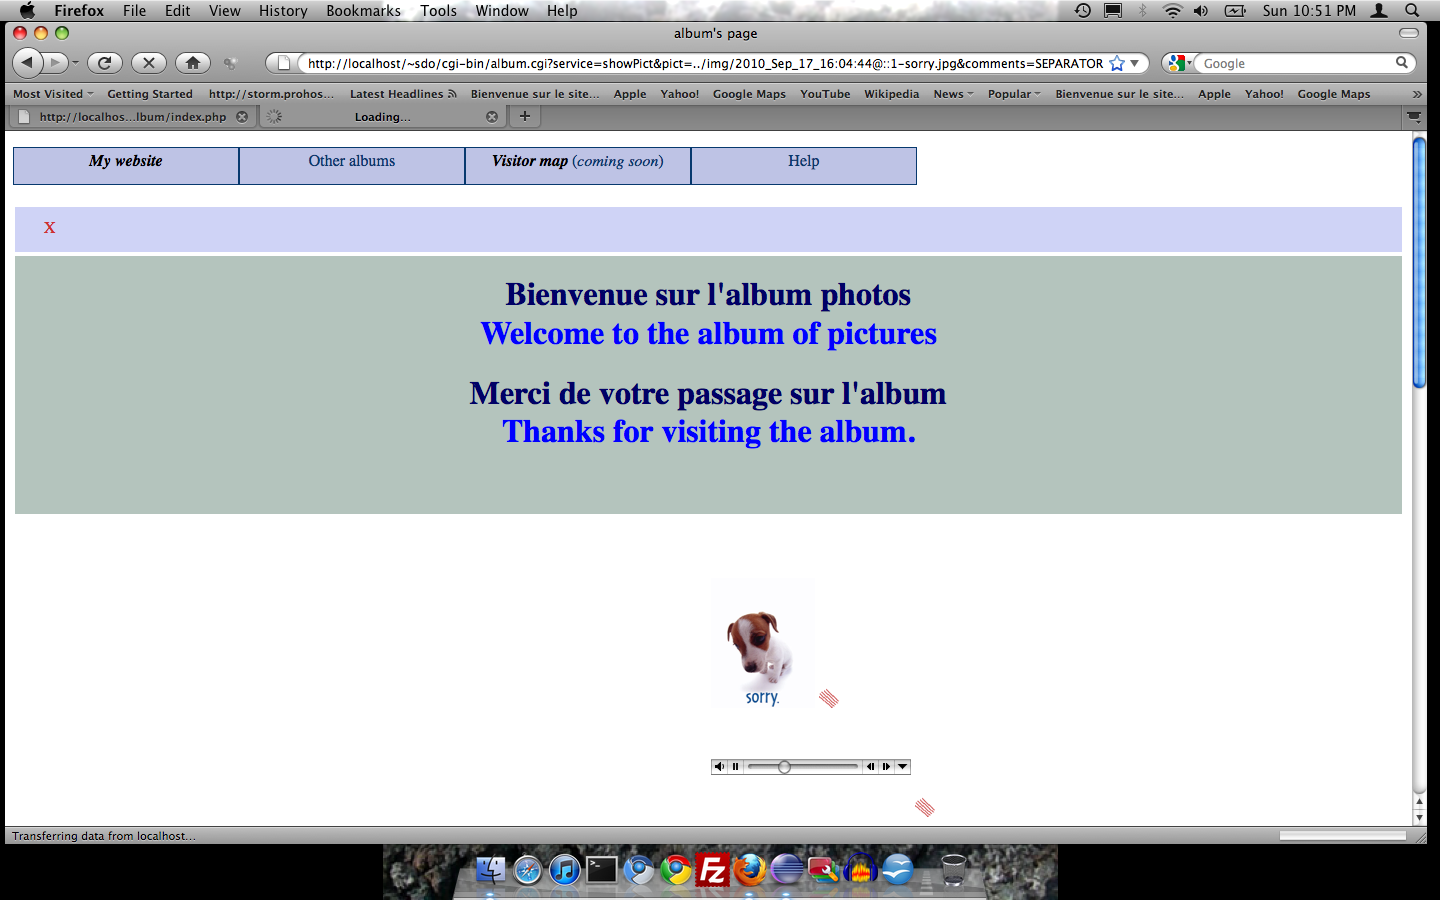 Firefox File Edit View History Bookmarks Tools Window Help Sun 10:51 PM
album's page
http://localhost/~sdo/cgi-bin/album.cgi?service=showPict&pict=../img/2010_Sep_17_16:04:44@::1-sorry.jpg&comments=SEPARATOR Google
Most Visited Getting Started http://storm.prohos... Latest Headlines Bienvenue sur le site... Apple Yahoo! Google Maps YouTube Wikipedia News Popular Bienvenue sur le site... Apple Yahoo! Google Maps »
http://localhos...lbum/index.php Loading... +
My website Other albums Visitor map (coming soon) Help
x
Bienvenue sur l'album photos
Welcome to the album of pictures
Merci de votre passage sur l'album
Thanks for visiting the album.
sorry.
Transferring data from localhost...
Fz